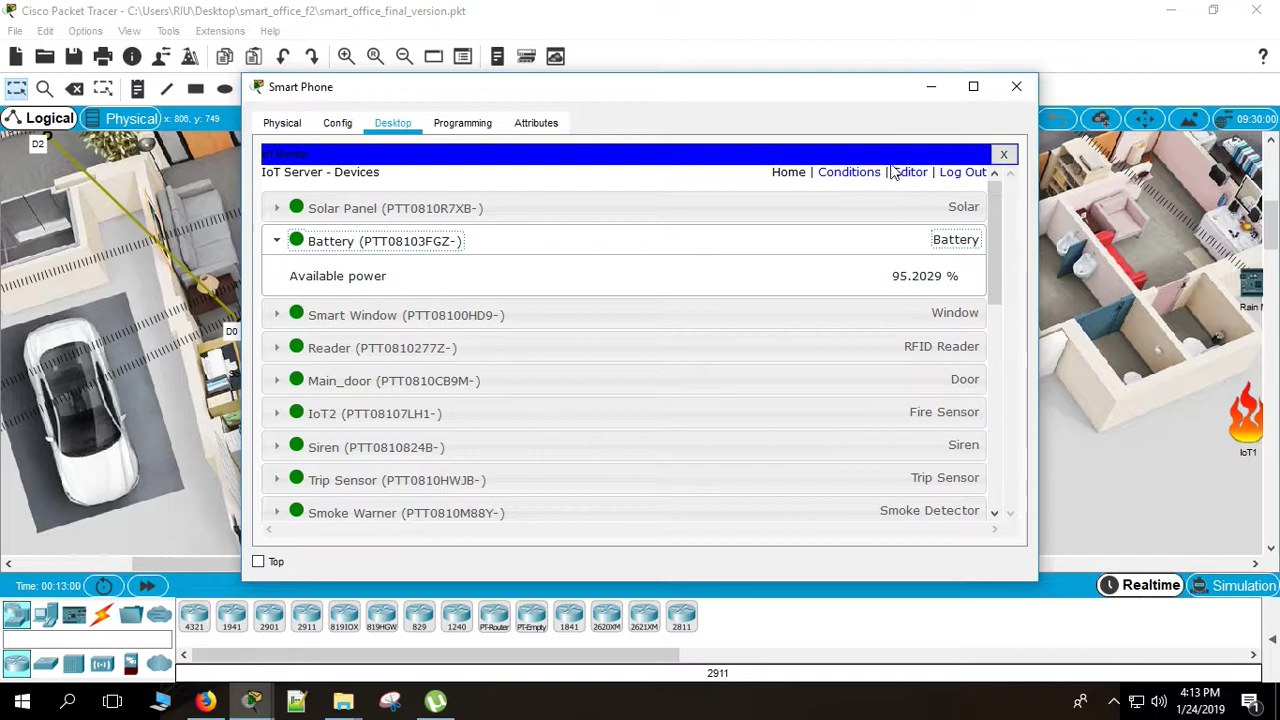 Cisco Packet Tracer - C:\Users\RIU\Desktop\smart_office_f2\smart_office_final_version.pkt
File Edit Options View Tools Extensions Help
Logical Physical x: 806, y: 749 09:30:00
D2
D0
Smart Phone
Physical Config Desktop Programming Attributes
IoT Monitor X
IoT Server - Devices Home | Conditions | Editor | Log Out
Solar Panel (PTT0810R7XB-) Solar
Battery (PTT08103FGZ-) Battery
Available power 95.2029 %
Smart Window (PTT08100HD9-) Window
Reader (PTT0810277Z-) RFID Reader
Main_door (PTT0810CB9M-) Door
IoT2 (PTT08107LH1-) Fire Sensor
Siren (PTT0810824B-) Siren
Trip Sensor (PTT0810HWJB-) Trip Sensor
Smoke Warner (PTT0810M88Y-) Smoke Detector
Top
IoT1
Time: 00:13:00 Realtime Simulation
4321 1941 2901 2911 819IOX 819HGW 829 1240 PT-Router PT-Empty 1841 2620XM 2621XM 2811
2911
4:13 PM
1/24/2019